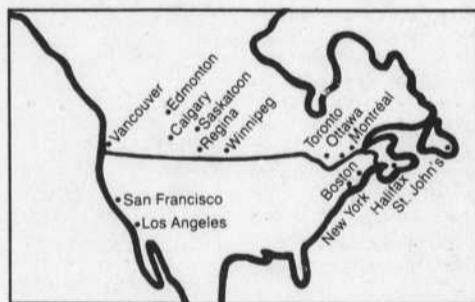 Vancouver
Edmonton
Calgary
Saskatoon
Regina
Winnipeg
Toronto
Ottawa
Montréal
San Francisco
Los Angeles
Boston
New York
Halifax
St. John's